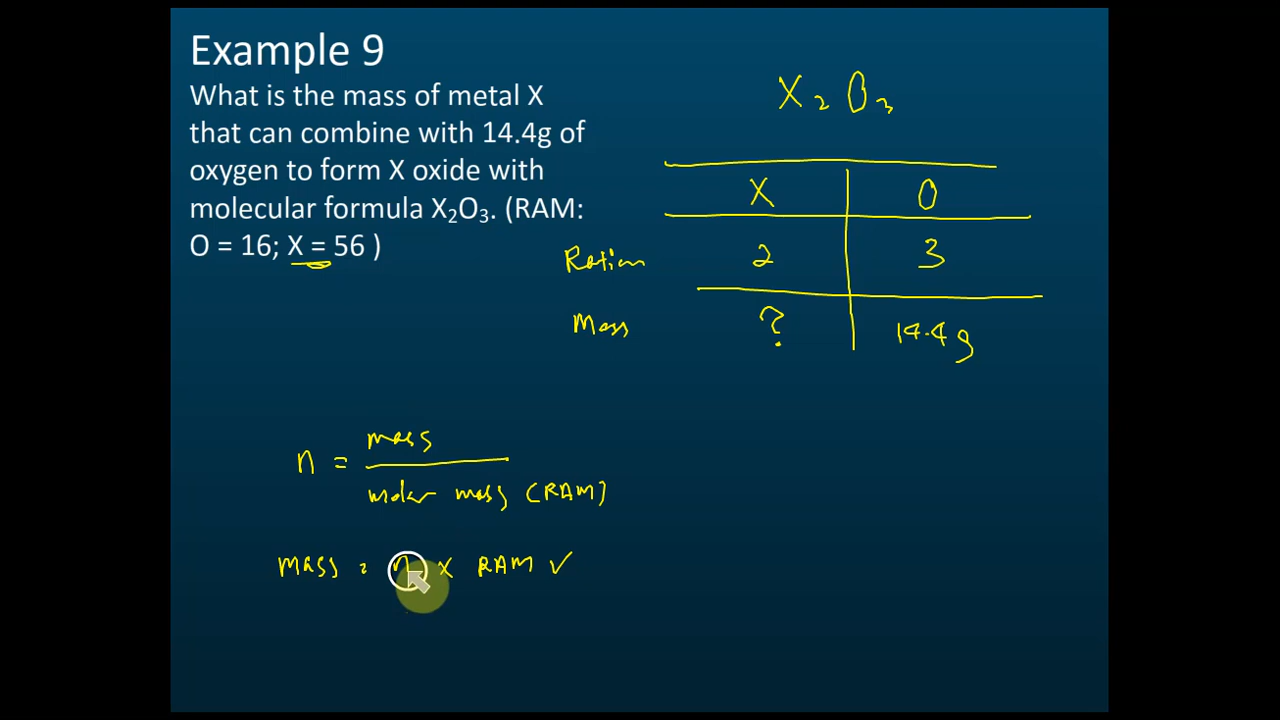 Example 9
What is the mass of metal X
that can combine with 14.4g of
oxygen to form X oxide with
molecular formula X₂O₃. (RAM:
O = 16; X = 56 )
X₂O₃
X O
Ration 2 3
Mass ? 14.4g
n = mass / molar mass (RAM)
Mass = n × RAM ✓